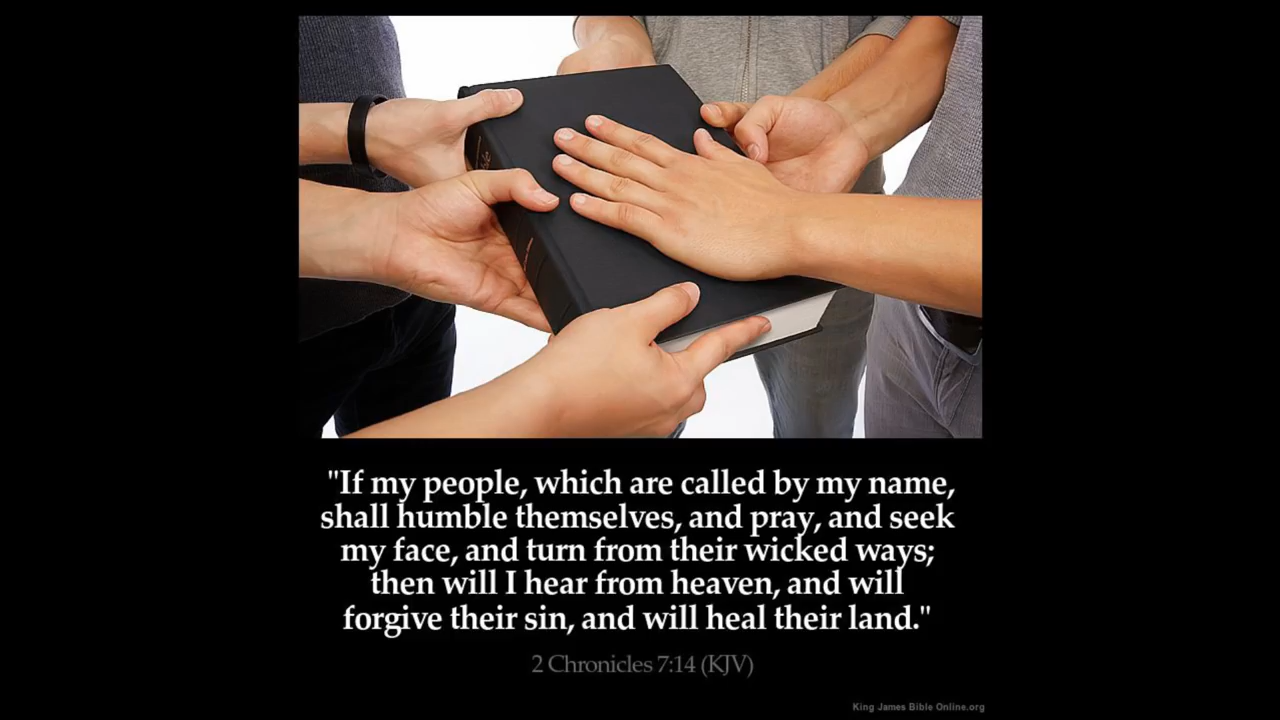 "If my people, which are called by my name,
shall humble themselves, and pray, and seek
my face, and turn from their wicked ways;
then will I hear from heaven, and will
forgive their sin, and will heal their land."
2 Chronicles 7:14 (KJV)
King James Bible Online.org